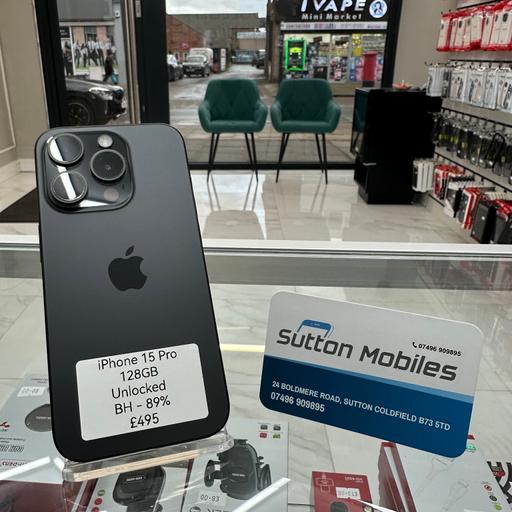 IVAPE
Mini Market
iPhone 15 Pro
128GB
Unlocked
BH - 89%
£495
07496 909895
Sutton Mobiles
24 BOLDMERE ROAD, SUTTON COLDFIELD B73 5TD
07496 909895